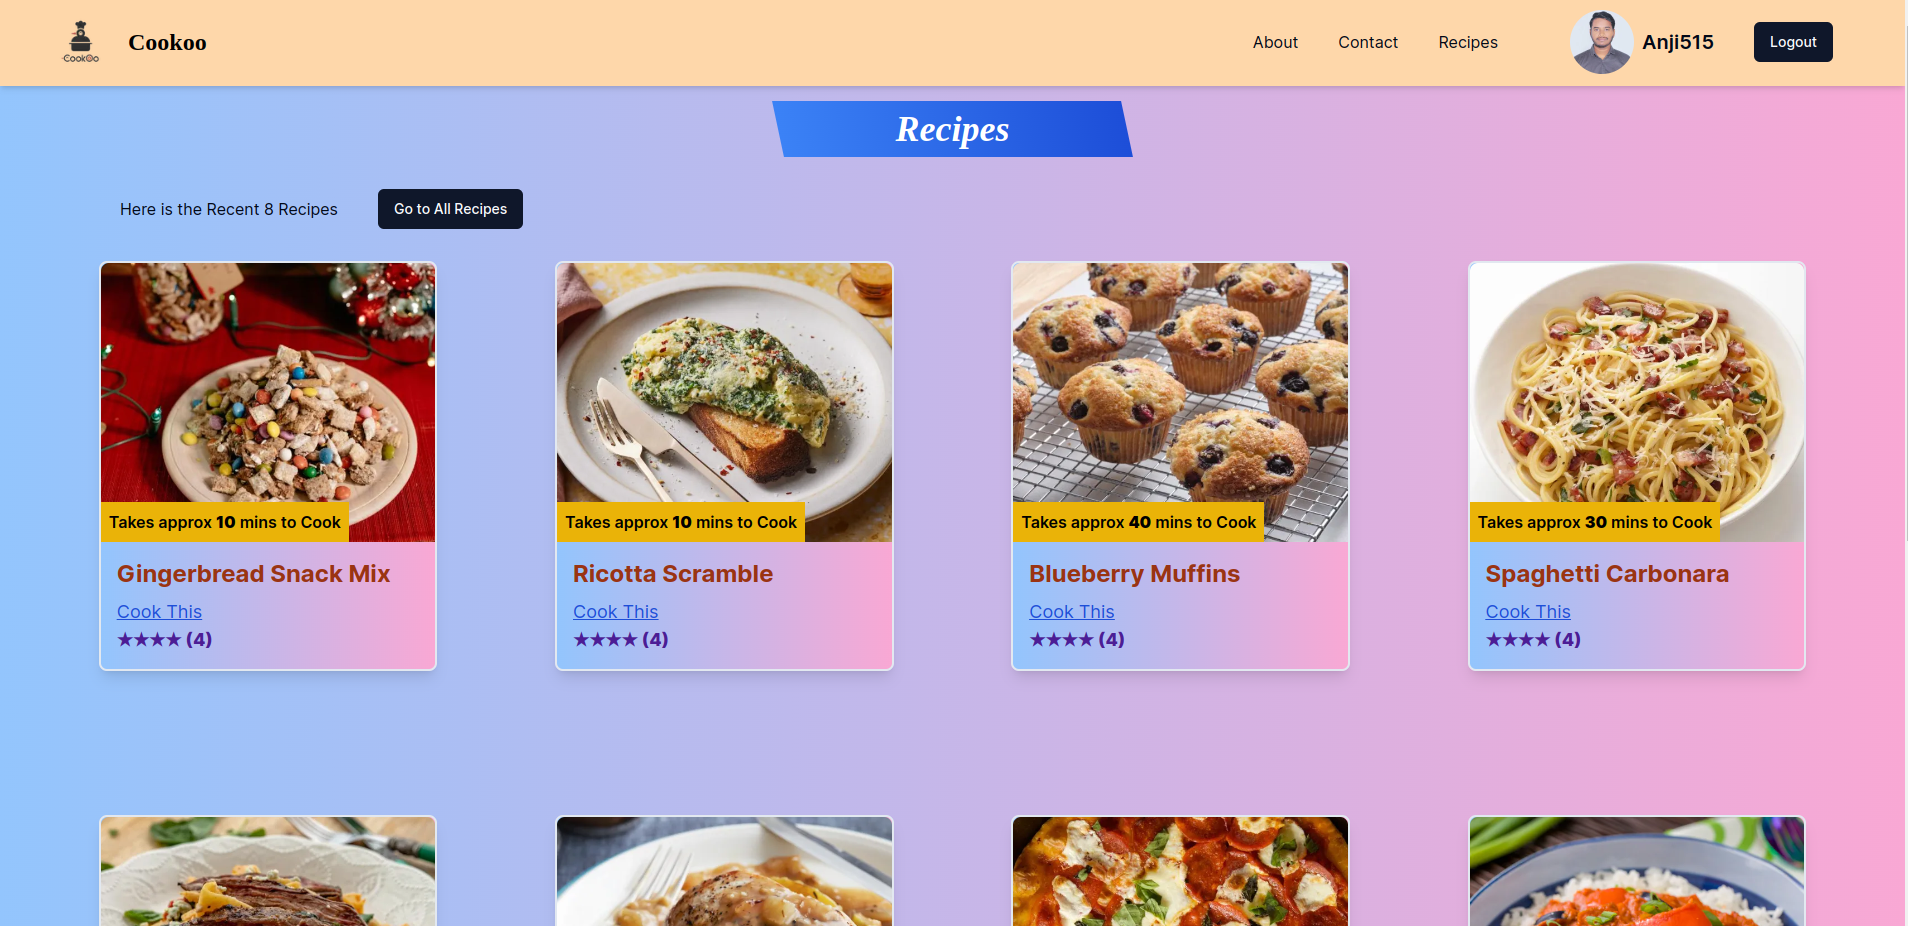 CookOo
Cookoo
About
Contact
Recipes
Anji515
Logout
Recipes
Here is the Recent 8 Recipes
Go to All Recipes
Takes approx 10 mins to Cook
Gingerbread Snack Mix
Cook This
★★★★ (4)
Takes approx 10 mins to Cook
Ricotta Scramble
Cook This
★★★★ (4)
Takes approx 40 mins to Cook
Blueberry Muffins
Cook This
★★★★ (4)
Takes approx 30 mins to Cook
Spaghetti Carbonara
Cook This
★★★★ (4)